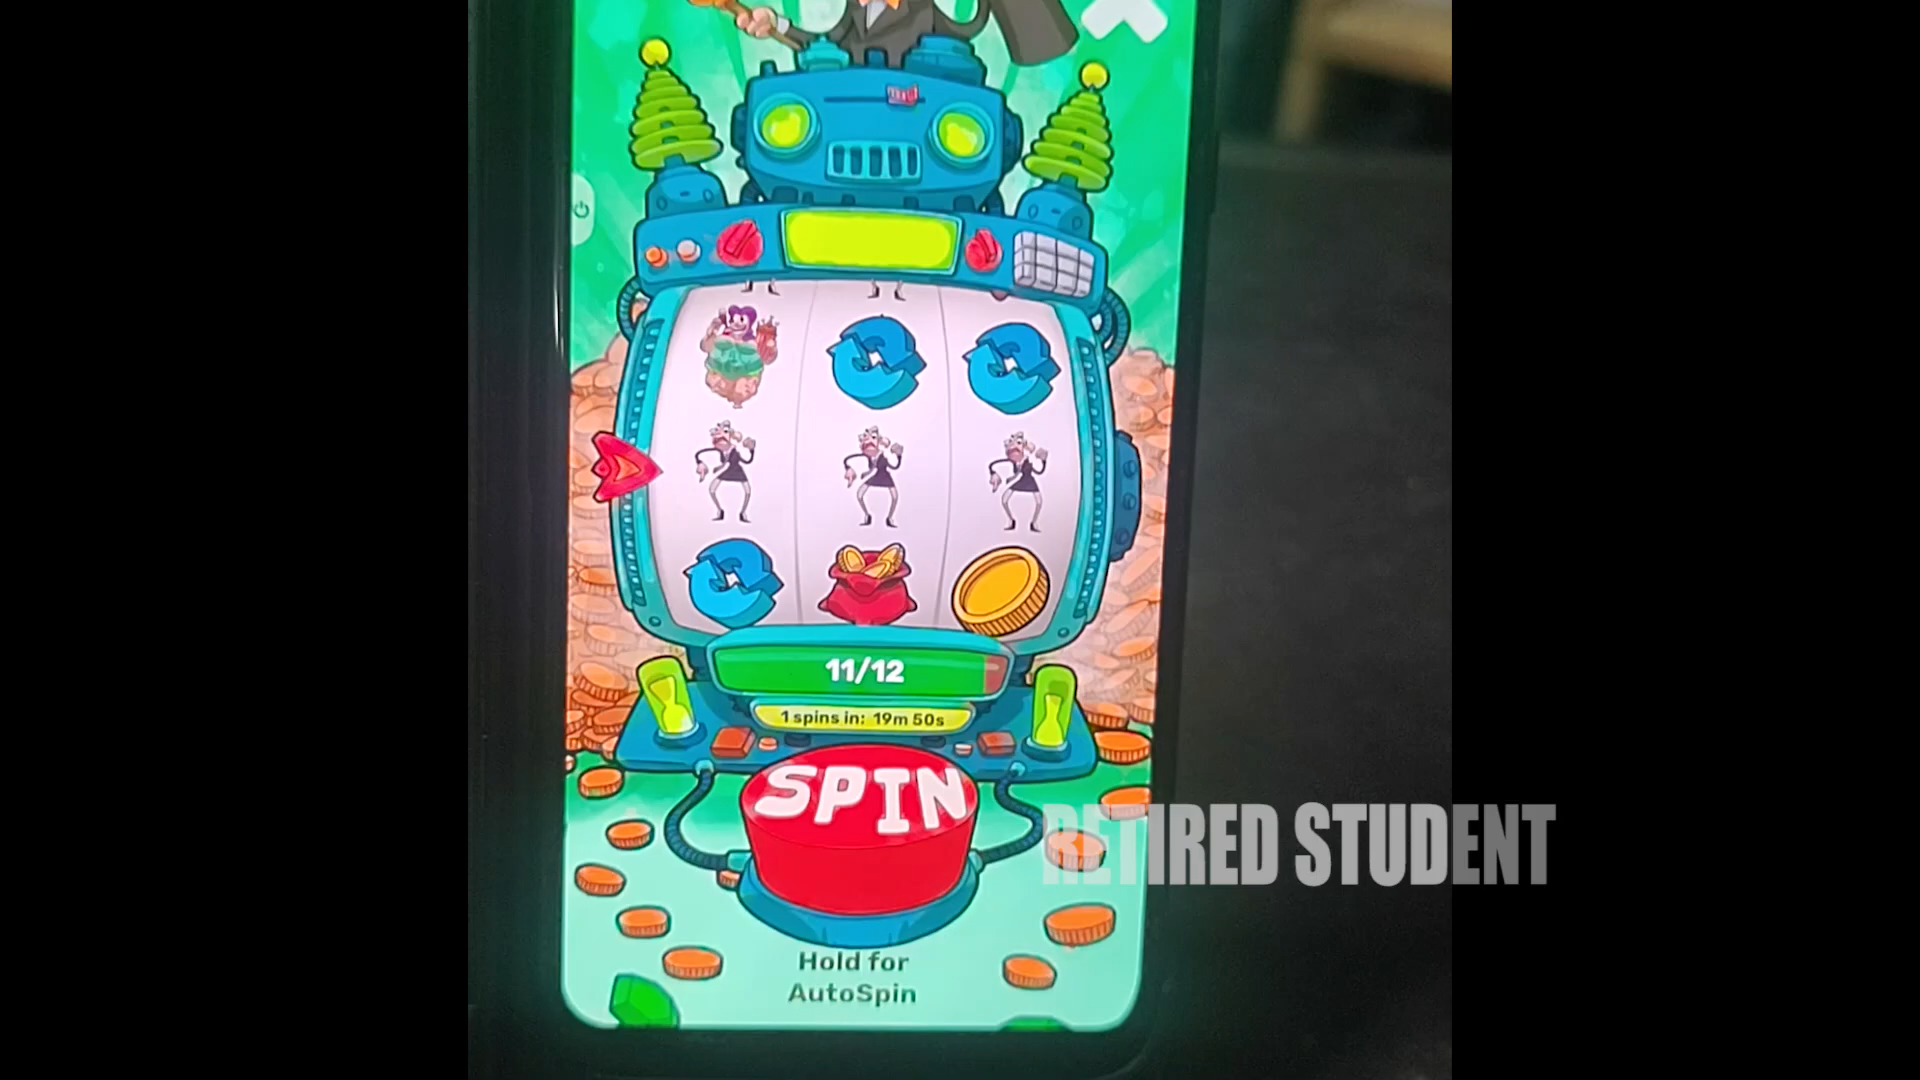 11/12
1 spins in: 19m 50s
SPIN
RETIRED STUDENT
Hold for
AutoSpin